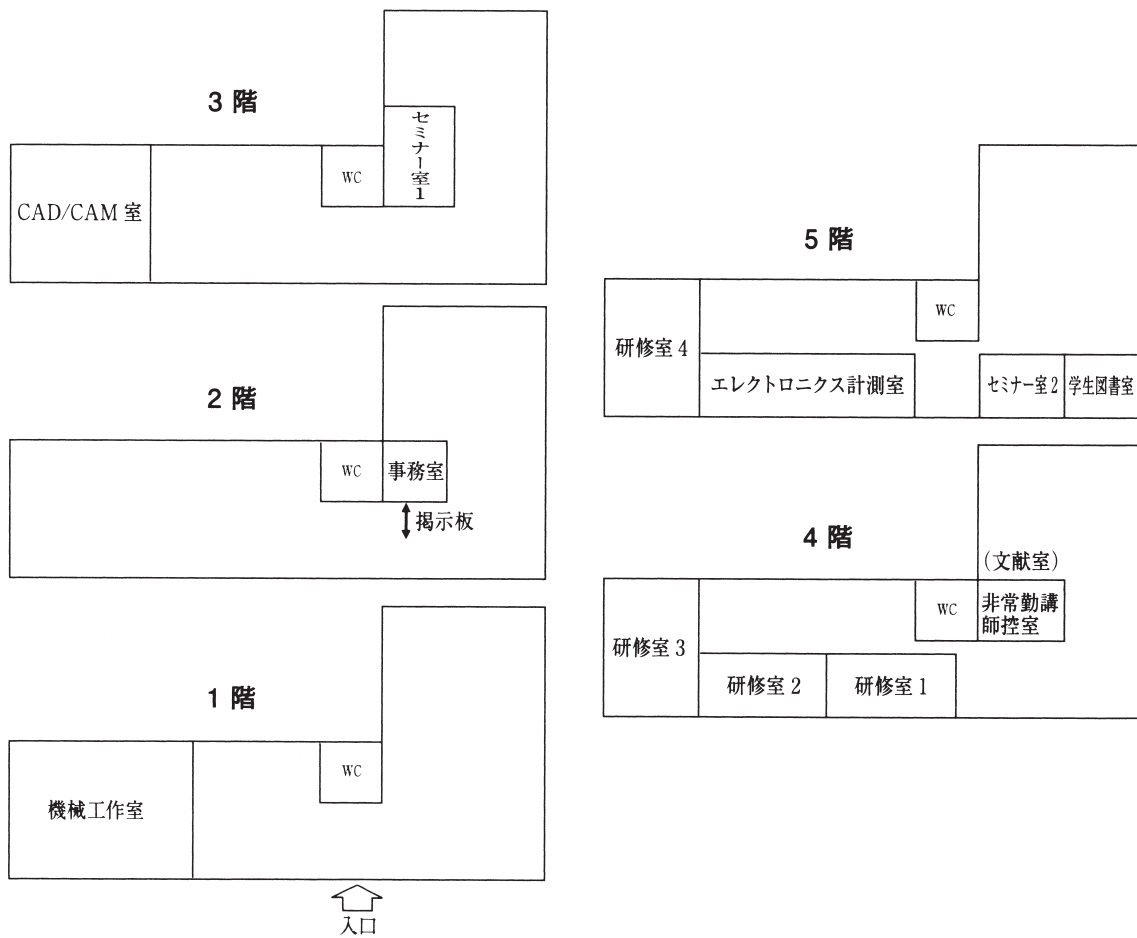 3 階
セミナー室1
WC
CAD/CAM 室
2 階
WC
事務室
掲示板
1 階
WC
機械工作室
入口
5 階
WC
研修室 4
エレクトロニクス計測室
セミナー室 2
学生図書室
4 階
(文献室)
WC
非常勤講
師控室
研修室 3
研修室 2
研修室 1